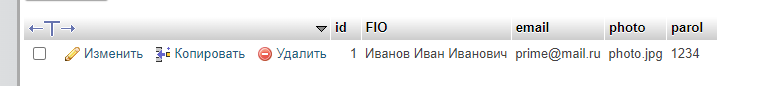 ←T→ id FIO email photo parol
Изменить Копировать Удалить 1 Иванов Иван Иванович prime@mail.ru photo.jpg 1234